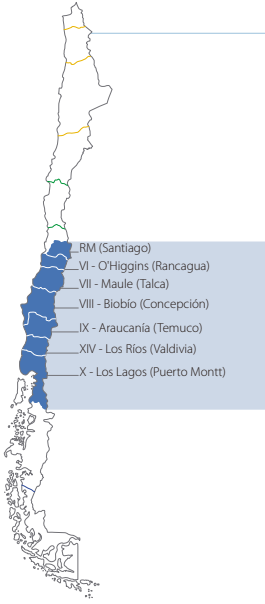 RM (Santiago)
VI - O'Higgins (Rancagua)
VII - Maule (Talca)
VIII - Biobío (Concepción)
IX - Araucanía (Temuco)
XIV - Los Ríos (Valdivia)
X - Los Lagos (Puerto Montt)